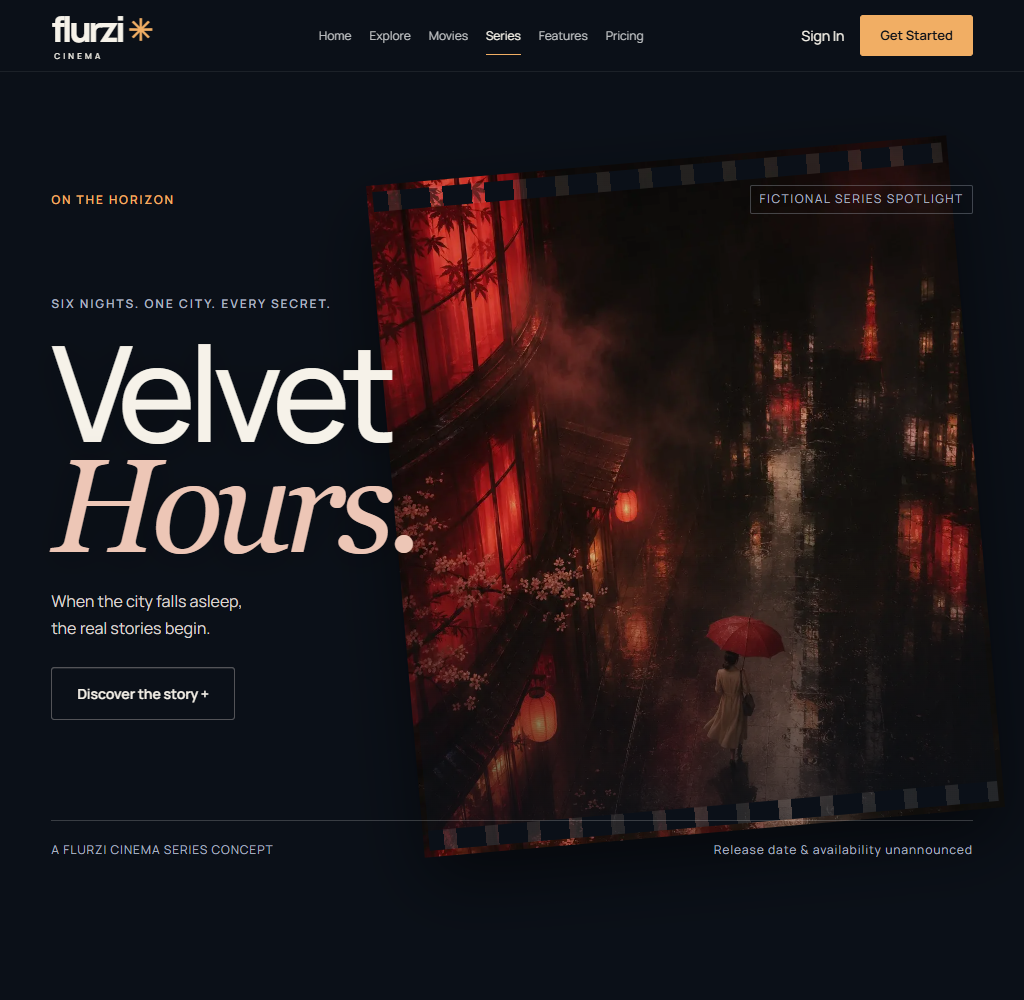 flurzi
CINEMA
Home
Explore
Movies
Series
Features
Pricing
Sign In
Get Started
ON THE HORIZON
FICTIONAL SERIES SPOTLIGHT
SIX NIGHTS. ONE CITY. EVERY SECRET.
Velvet
Hours.
When the city falls asleep,
the real stories begin.
Discover the story +
A FLURZI CINEMA SERIES CONCEPT
Release date & availability unannounced